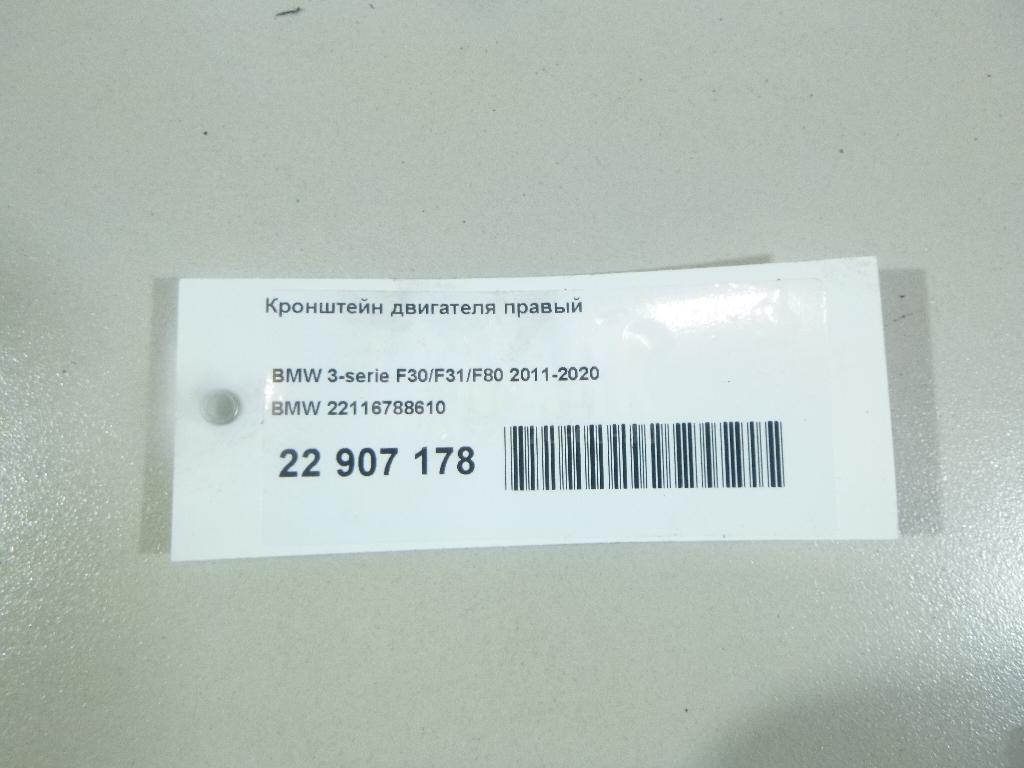 Кронштейн двигателя правый
BMW 3-serie F30/F31/F80 2011-2020
BMW 22116788610
22 907 178